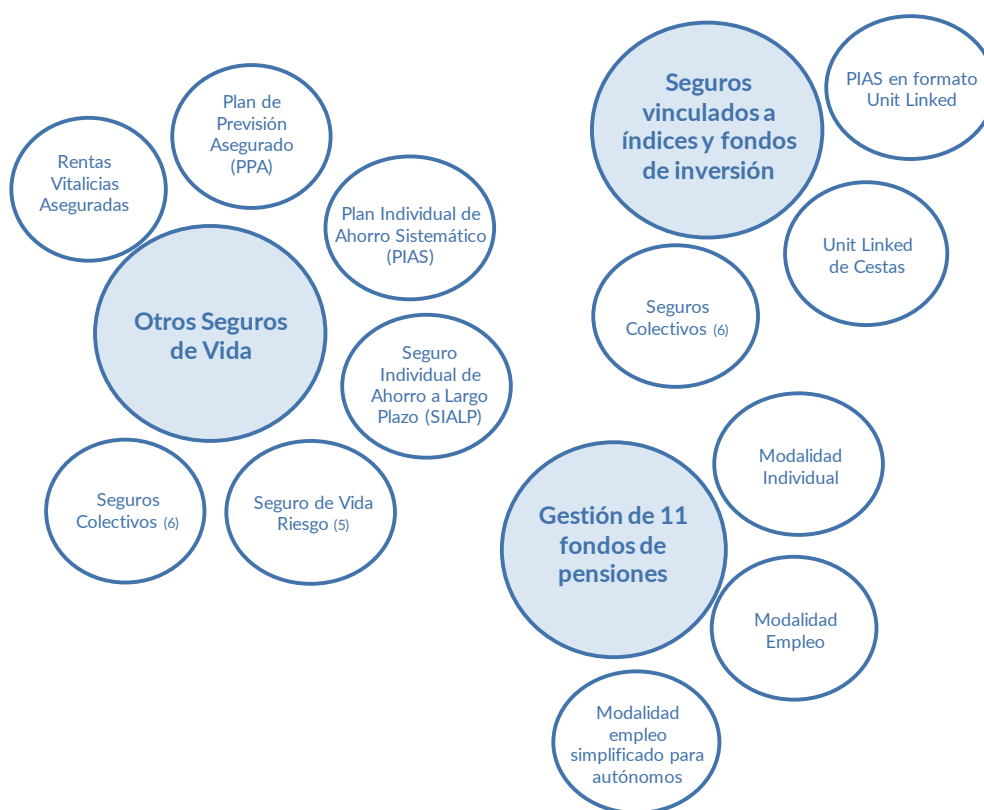 Plan de
Previsión
Asegurado
(PPA)
Rentas
Vitalicias
Aseguradas
Plan Individual de
Ahorro Sistemático
(PIAS)
Otros Seguros
de Vida
Seguro
Individual de
Ahorro a Largo
Plazo (SIALP)
Seguros
Colectivos (6)
Seguro de Vida
Riesgo (5)
Seguros
vinculados a
índices y fondos
de inversión
PIAS en formato
Unit Linked
Unit Linked
de Cestas
Seguros
Colectivos (6)
Gestión de 11
fondos de
pensiones
Modalidad
Individual
Modalidad
Empleo
Modalidad
empleo
simplificado para
autónomos